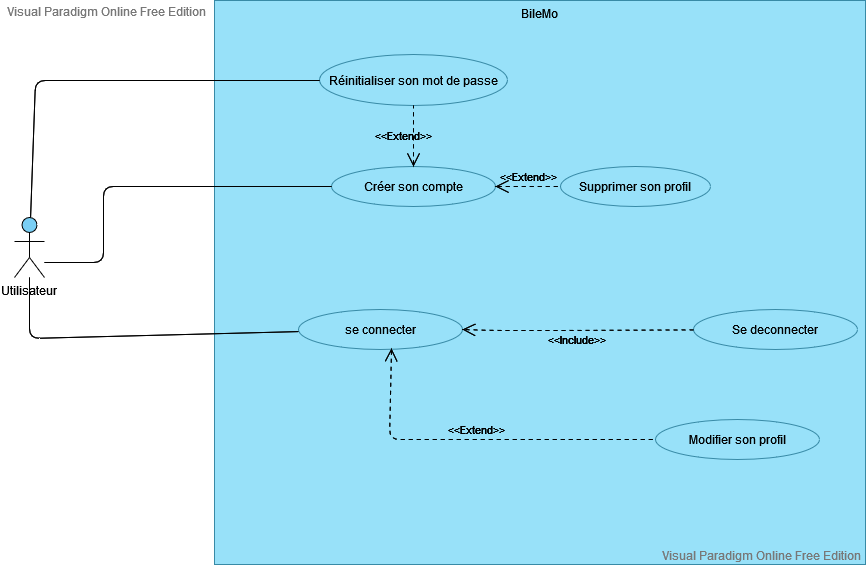 Visual Paradigm Online Free Edition
BileMo
Réinitialiser son mot de passe
<<Extend>>
Créer son compte
<<Extend>>
Supprimer son profil
Utilisateur
se connecter
<<Include>>
Se deconnecter
<<Extend>>
Modifier son profil
Visual Paradigm Online Free Edition